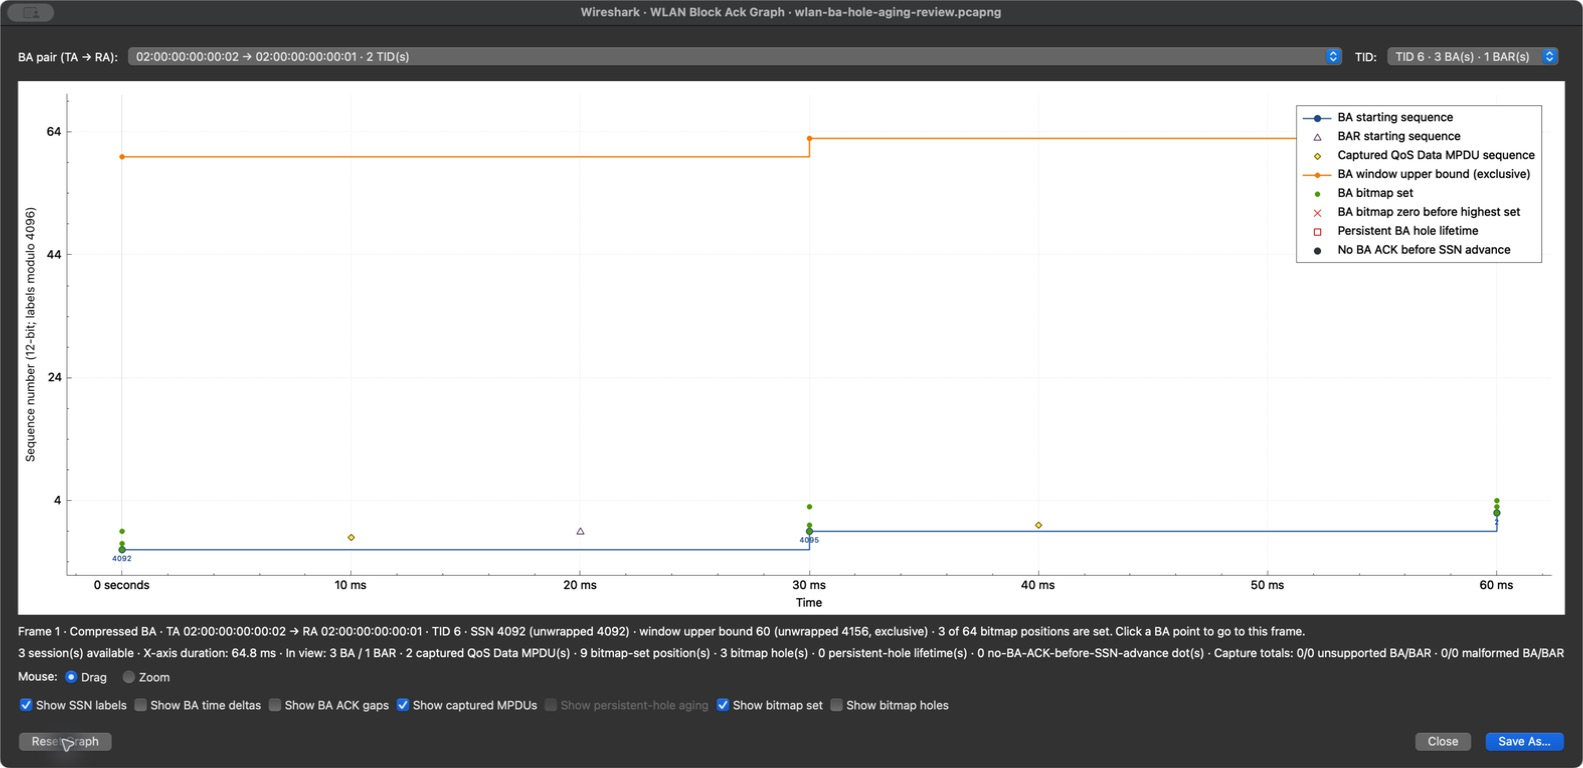 Wireshark · WLAN Block Ack Graph · wlan-ba-hole-aging-review.pcapng
BA pair (TA → RA): 02:00:00:00:00:02 → 02:00:00:00:00:01 · 2 TID(s) TID: TID 6 · 3 BA(s) · 1 BAR(s)
Sequence number (12-bit; labels modulo 4096)
64
44
24
4
BA starting sequence
BAR starting sequence
Captured QoS Data MPDU sequence
BA window upper bound (exclusive)
BA bitmap set
BA bitmap zero before highest set
Persistent BA hole lifetime
No BA ACK before SSN advance
4092
4095
2
0 seconds 10 ms 20 ms 30 ms 40 ms 50 ms 60 ms
Time
Frame 1 · Compressed BA · TA 02:00:00:00:00:02 → RA 02:00:00:00:00:01 · TID 6 · SSN 4092 (unwrapped 4092) · window upper bound 60 (unwrapped 4156, exclusive) · 3 of 64 bitmap positions are set. Click a BA point to go to this frame.
3 session(s) available · X-axis duration: 64.8 ms · In view: 3 BA / 1 BAR · 2 captured QoS Data MPDU(s) · 9 bitmap-set position(s) · 3 bitmap hole(s) · 0 persistent-hole lifetime(s) · 0 no-BA-ACK-before-SSN-advance dot(s) · Capture totals: 0/0 unsupported BA/BAR · 0/0 malformed BA/BAR
Mouse: Drag Zoom
Show SSN labels Show BA time deltas Show BA ACK gaps Show captured MPDUs Show persistent-hole aging Show bitmap set Show bitmap holes
Reset Graph Close Save As...